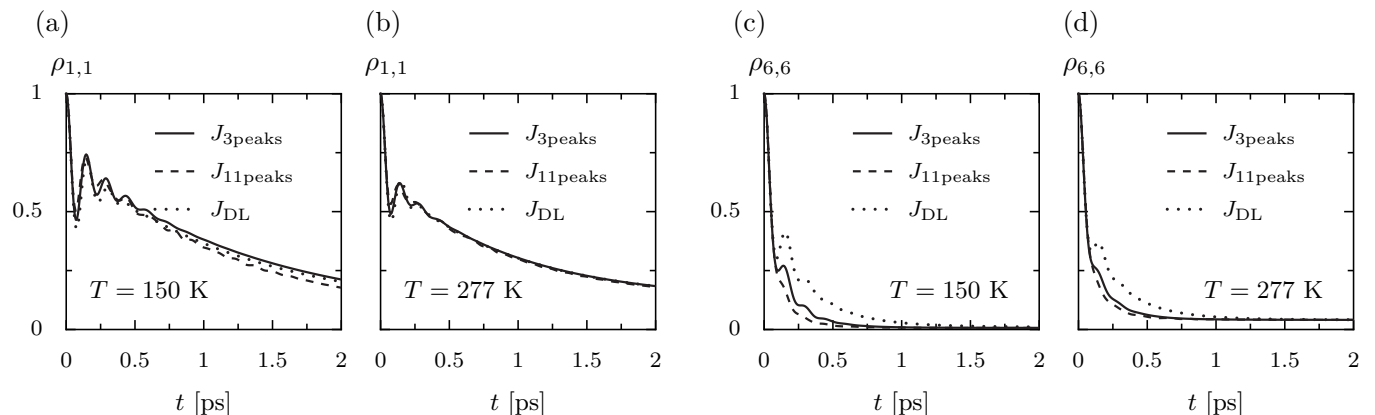 (a) (b) (c) (d)
ρ1,1 ρ1,1 ρ6,6 ρ6,6
1 1
J3peaks J3peaks J3peaks J3peaks
J11peaks J11peaks J11peaks J11peaks
0.5 0.5
JDL JDL JDL JDL
T = 150 K T = 277 K T = 150 K T = 277 K
0 0
0 0.5 1 1.5 2 0 0.5 1 1.5 2 0 0.5 1 1.5 2 0 0.5 1 1.5 2
t [ps] t [ps] t [ps] t [ps]